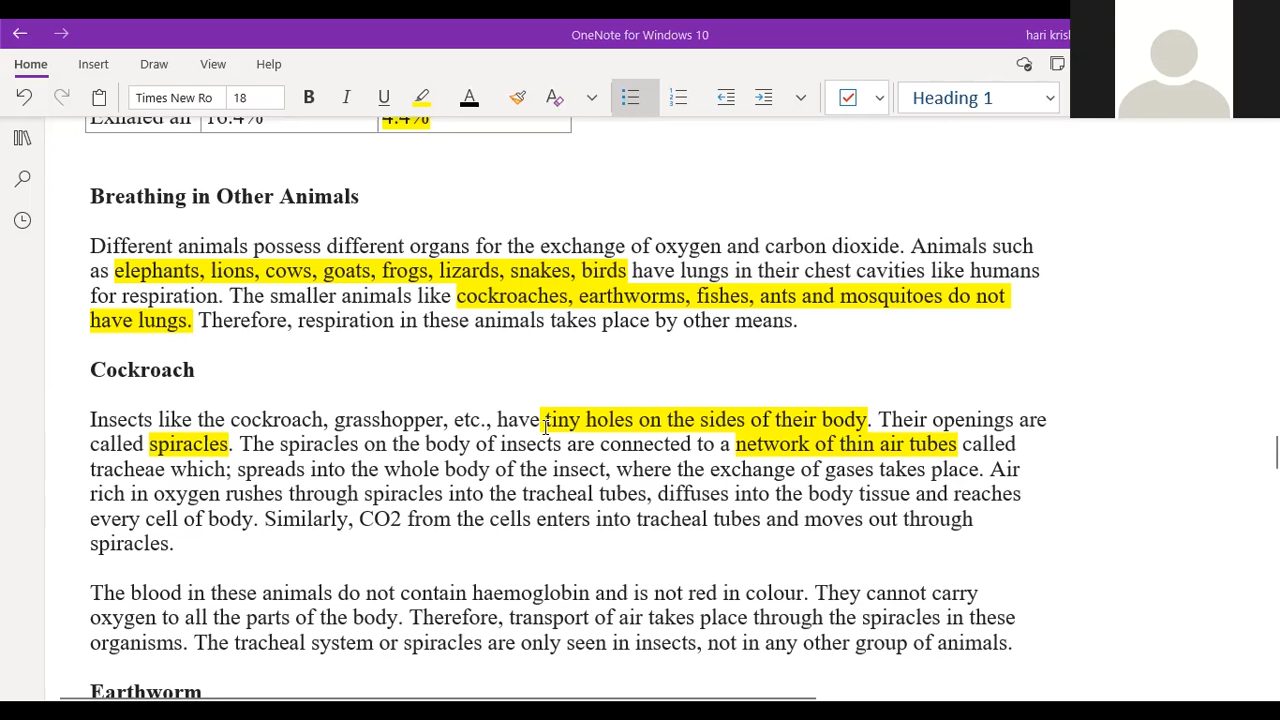 OneNote for Windows 10
hari krish
Home Insert Draw View Help
Times New Ro 18 B I U A Heading 1
Exhaled air 16.4% 4.4%
Breathing in Other Animals
Different animals possess different organs for the exchange of oxygen and carbon dioxide. Animals such
as elephants, lions, cows, goats, frogs, lizards, snakes, birds have lungs in their chest cavities like humans
for respiration. The smaller animals like cockroaches, earthworms, fishes, ants and mosquitoes do not
have lungs. Therefore, respiration in these animals takes place by other means.
Cockroach
Insects like the cockroach, grasshopper, etc., have tiny holes on the sides of their body. Their openings are
called spiracles. The spiracles on the body of insects are connected to a network of thin air tubes called
tracheae which; spreads into the whole body of the insect, where the exchange of gases takes place. Air
rich in oxygen rushes through spiracles into the tracheal tubes, diffuses into the body tissue and reaches
every cell of body. Similarly, CO2 from the cells enters into tracheal tubes and moves out through
spiracles.
The blood in these animals do not contain haemoglobin and is not red in colour. They cannot carry
oxygen to all the parts of the body. Therefore, transport of air takes place through the spiracles in these
organisms. The tracheal system or spiracles are only seen in insects, not in any other group of animals.
Earthworm